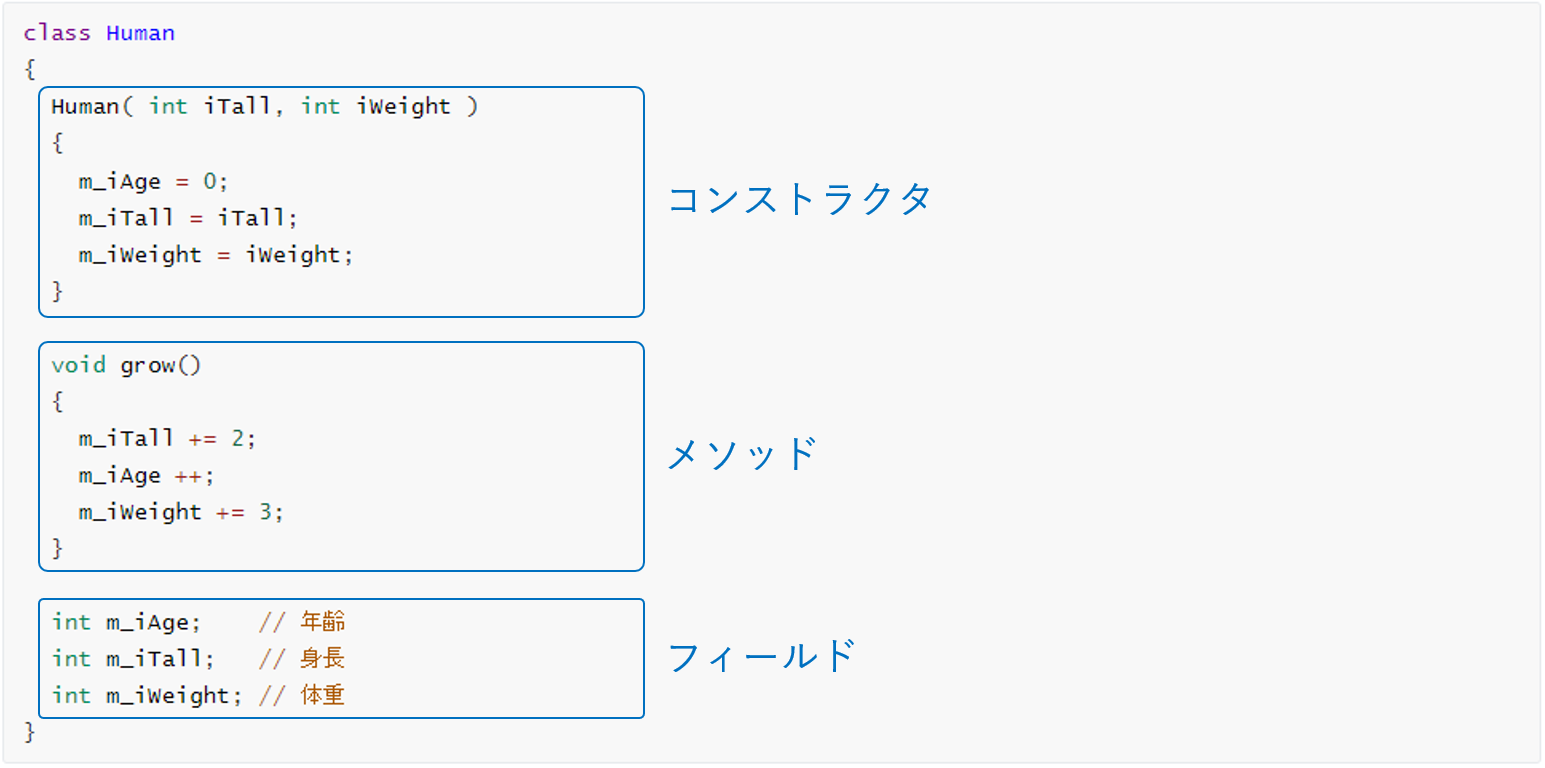 class Human
{
Human( int iTall, int iWeight )
{
m_iAge = 0;
m_iTall = iTall;
m_iWeight = iWeight;
}
コンストラクタ
void grow()
{
m_iTall += 2;
m_iAge ++;
m_iWeight += 3;
}
メソッド
int m_iAge;    // 年齢
int m_iTall;   // 身長
int m_iWeight; // 体重
フィールド
}